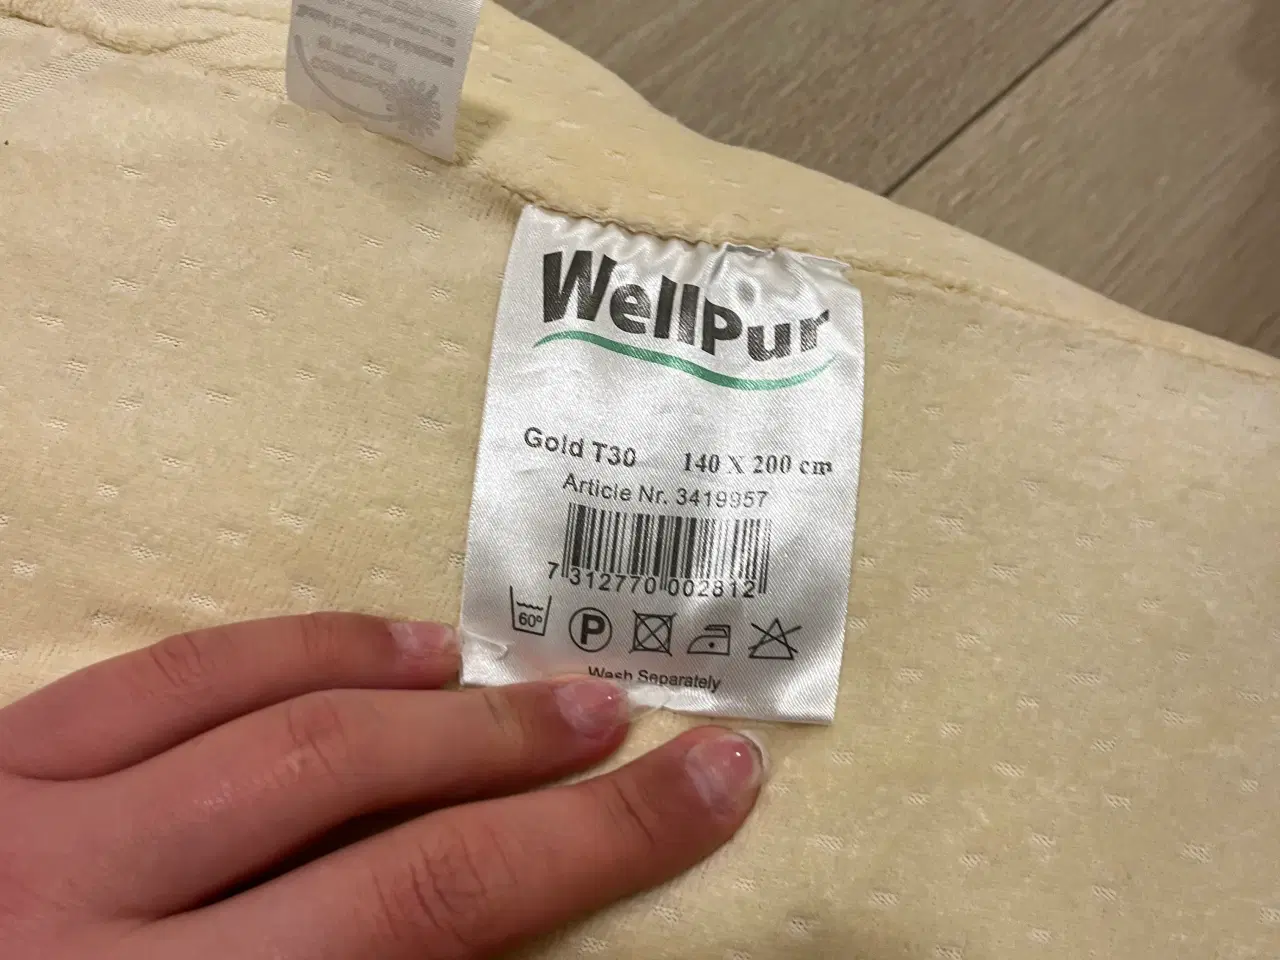 WellPur
Gold T30 140 X 200 cm
Article Nr. 3419957
7 312770 002812
60° P
Wash Separately